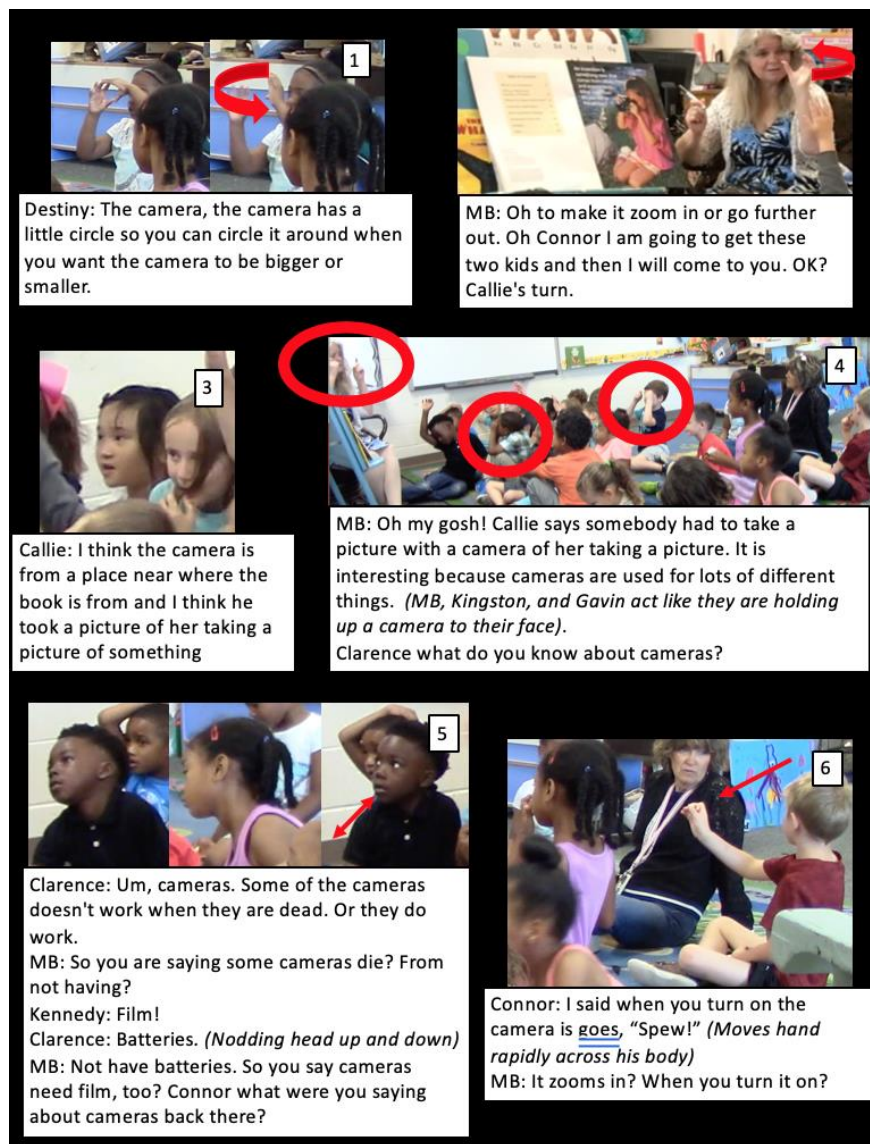 1
Destiny: The camera, the camera has a
little circle so you can circle it around when
you want the camera to be bigger or
smaller.
MB: Oh to make it zoom in or go further
out. Oh Connor I am going to get these
two kids and then I will come to you. OK?
Callie's turn.
3
Callie: I think the camera is
from a place near where the
book is from and I think he
took a picture of her taking a
picture of something
4
MB: Oh my gosh! Callie says somebody had to take a
picture with a camera of her taking a picture. It is
interesting because cameras are used for lots of different
things. (MB, Kingston, and Gavin act like they are holding
up a camera to their face).
Clarence what do you know about cameras?
5
Clarence: Um, cameras. Some of the cameras
doesn't work when they are dead. Or they do
work.
MB: So you are saying some cameras die? From
not having?
Kennedy: Film!
Clarence: Batteries. (Nodding head up and down)
MB: Not have batteries. So you say cameras
need film, too? Connor what were you saying
about cameras back there?
6
Connor: I said when you turn on the
camera is goes, “Spew!” (Moves hand
rapidly across his body)
MB: It zooms in? When you turn it on?